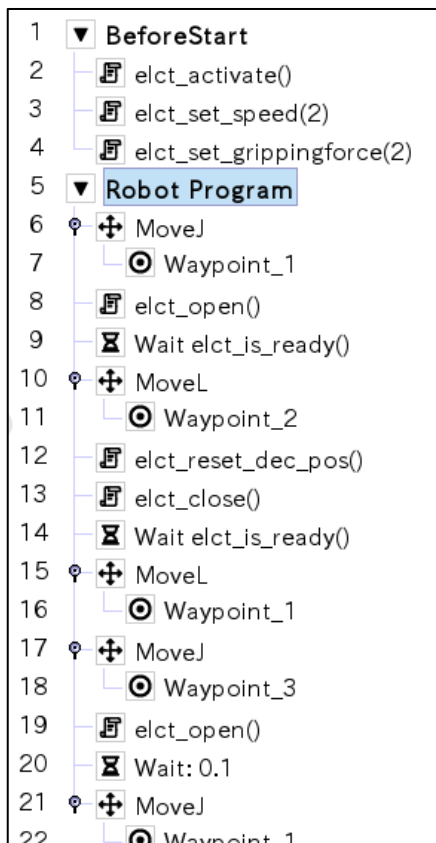 1 BeforeStart
2 elct_activate()
3 elct_set_speed(2)
4 elct_set_grippingforce(2)
5 Robot Program
6 MoveJ
7 Waypoint_1
8 elct_open()
9 Wait elct_is_ready()
10 MoveL
11 Waypoint_2
12 elct_reset_dec_pos()
13 elct_close()
14 Wait elct_is_ready()
15 MoveL
16 Waypoint_1
17 MoveJ
18 Waypoint_3
19 elct_open()
20 Wait: 0.1
21 MoveJ
22 Waypoint_1